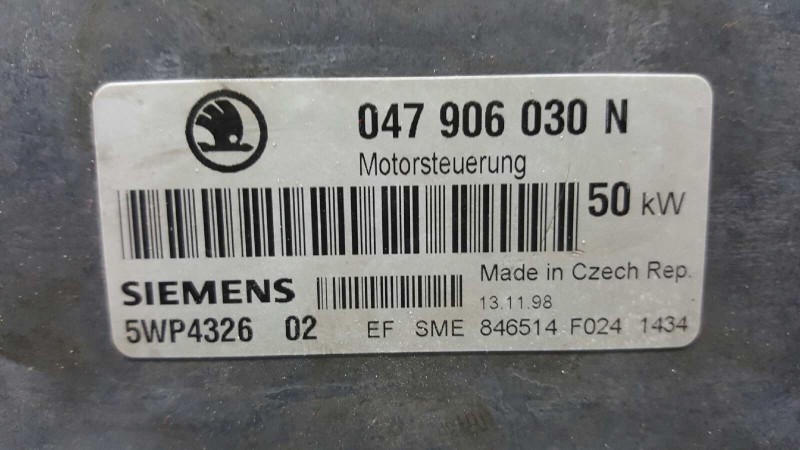 047 906 030 N
Motorsteuerung
50 kW
SIEMENS Made in Czech Rep.
13.11.98
5WP4326 02 EF SME 846514 F024 1434